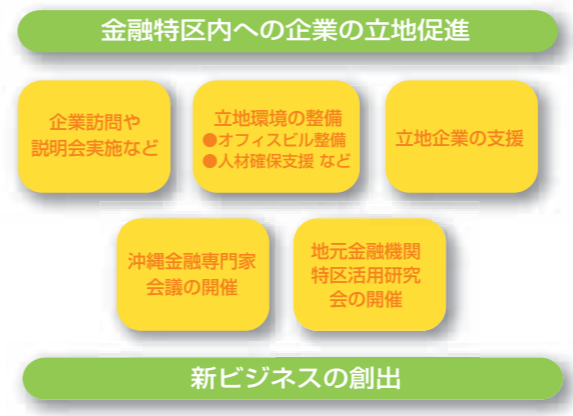 金融特区内への企業の立地促進
企業訪問や
説明会実施など
立地環境の整備
●オフィスビル整備
●人材確保支援 など
立地企業の支援
沖縄金融専門家
会議の開催
地元金融機関
特区活用研究
会の開催
新ビジネスの創出